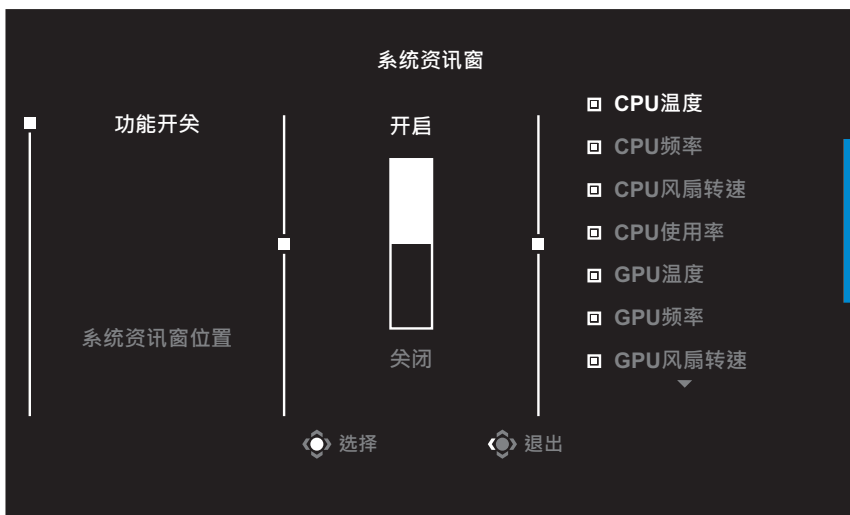 系统资讯窗
功能开关
系统资讯窗位置
开启
关闭
CPU温度
CPU频率
CPU风扇转速
CPU使用率
GPU温度
GPU频率
GPU风扇转速
选择
退出